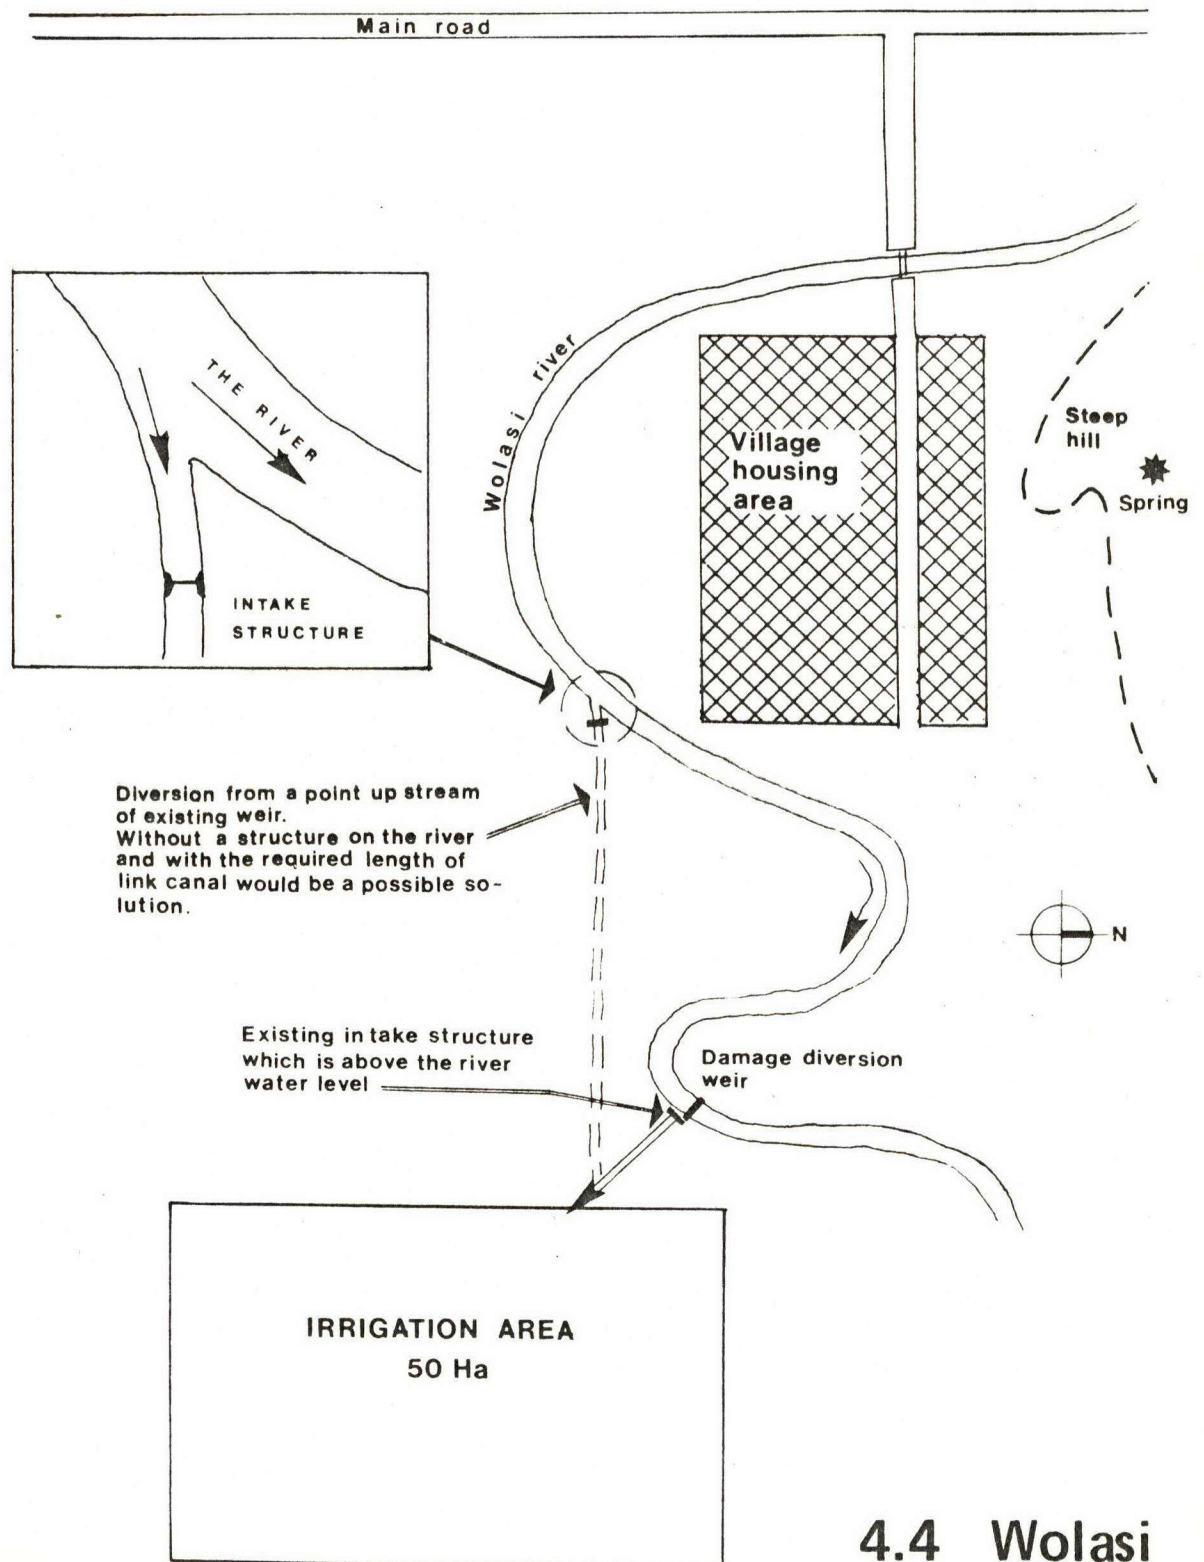 Main road
Wolasi river
THE RIVER
INTAKE
STRUCTURE
Village
housing
area
Steep
hill
Spring
Diversion from a point up stream
of existing weir.
Without a structure on the river
and with the required length of
link canal would be a possible so-
lution.
N
Existing in take structure
which is above the river
water level
Damage diversion
weir
IRRIGATION AREA
50 Ha
4.4 Wolasi